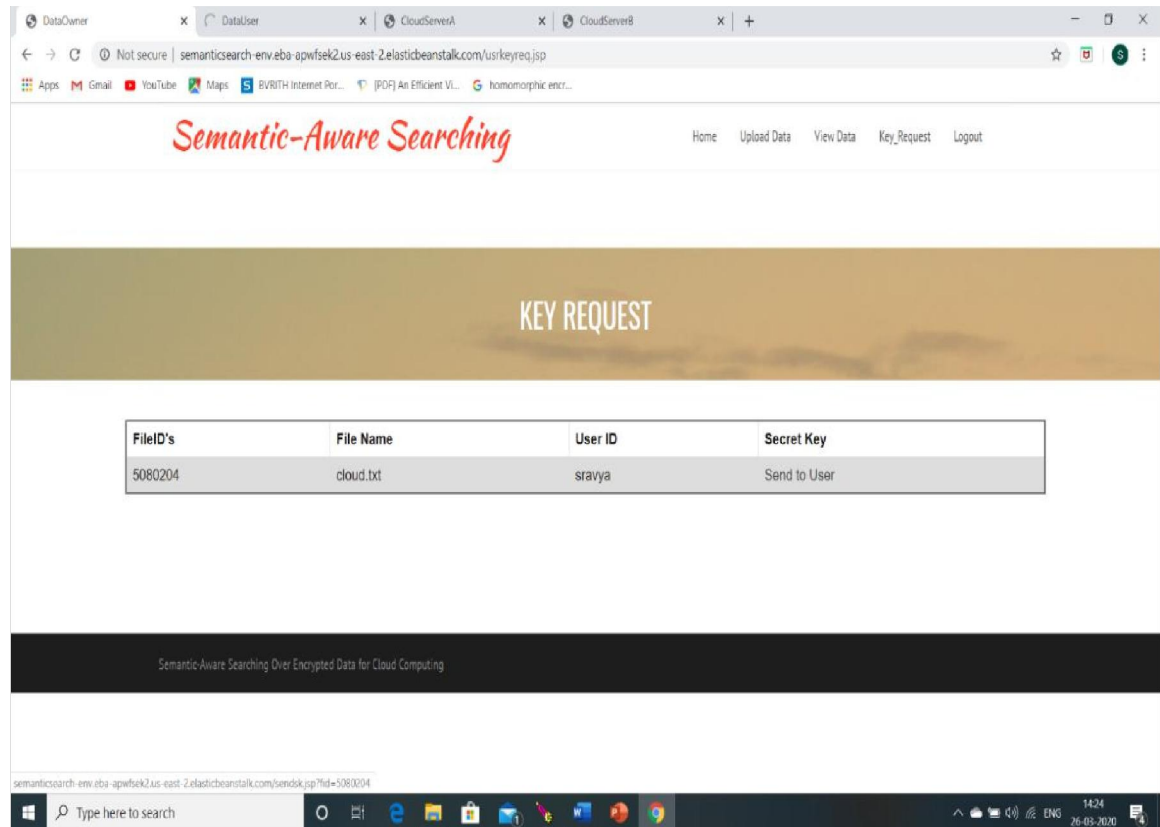 DataOwner
DataUser
CloudServerA
CloudServerB
Not secure | semanticsearch-env.eba-apwfsek2.us-east-2.elasticbeanstalk.com/usrkeyreq.jsp
S
Apps Gmail YouTube Maps S BVRITH Internet Por... [PDF] An Efficient Vi... G homomorphic encr...
Semantic-Aware Searching
Home Upload Data View Data Key_Request Logout
KEY REQUEST
FileID's File Name User ID Secret Key
5080204 cloud.txt sravya Send to User
Semantic-Aware Searching Over Encrypted Data for Cloud Computing
semanticsearch-env.eba-apwfsek2.us-east-2.elasticbeanstalk.com/sendsk.jsp?fid=5080204
Type here to search
ENG
14:24
26-03-2020